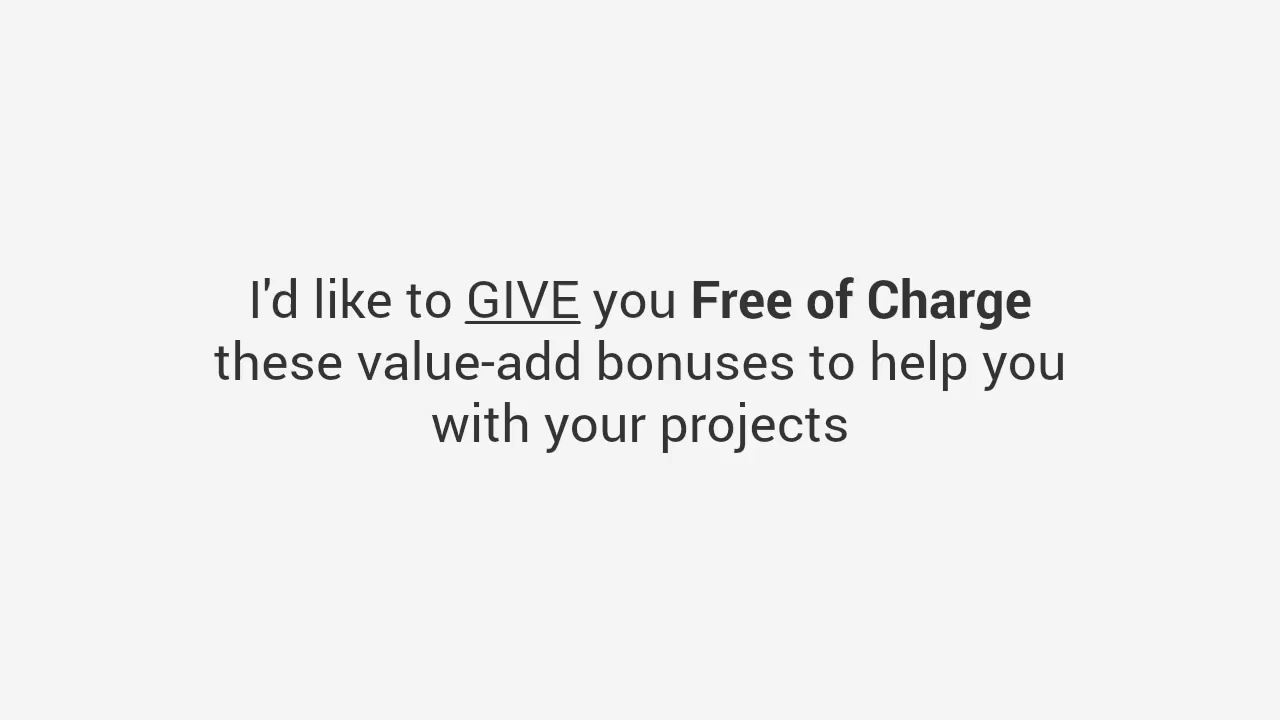 I'd like to GIVE you Free of Charge
these value-add bonuses to help you
with your projects